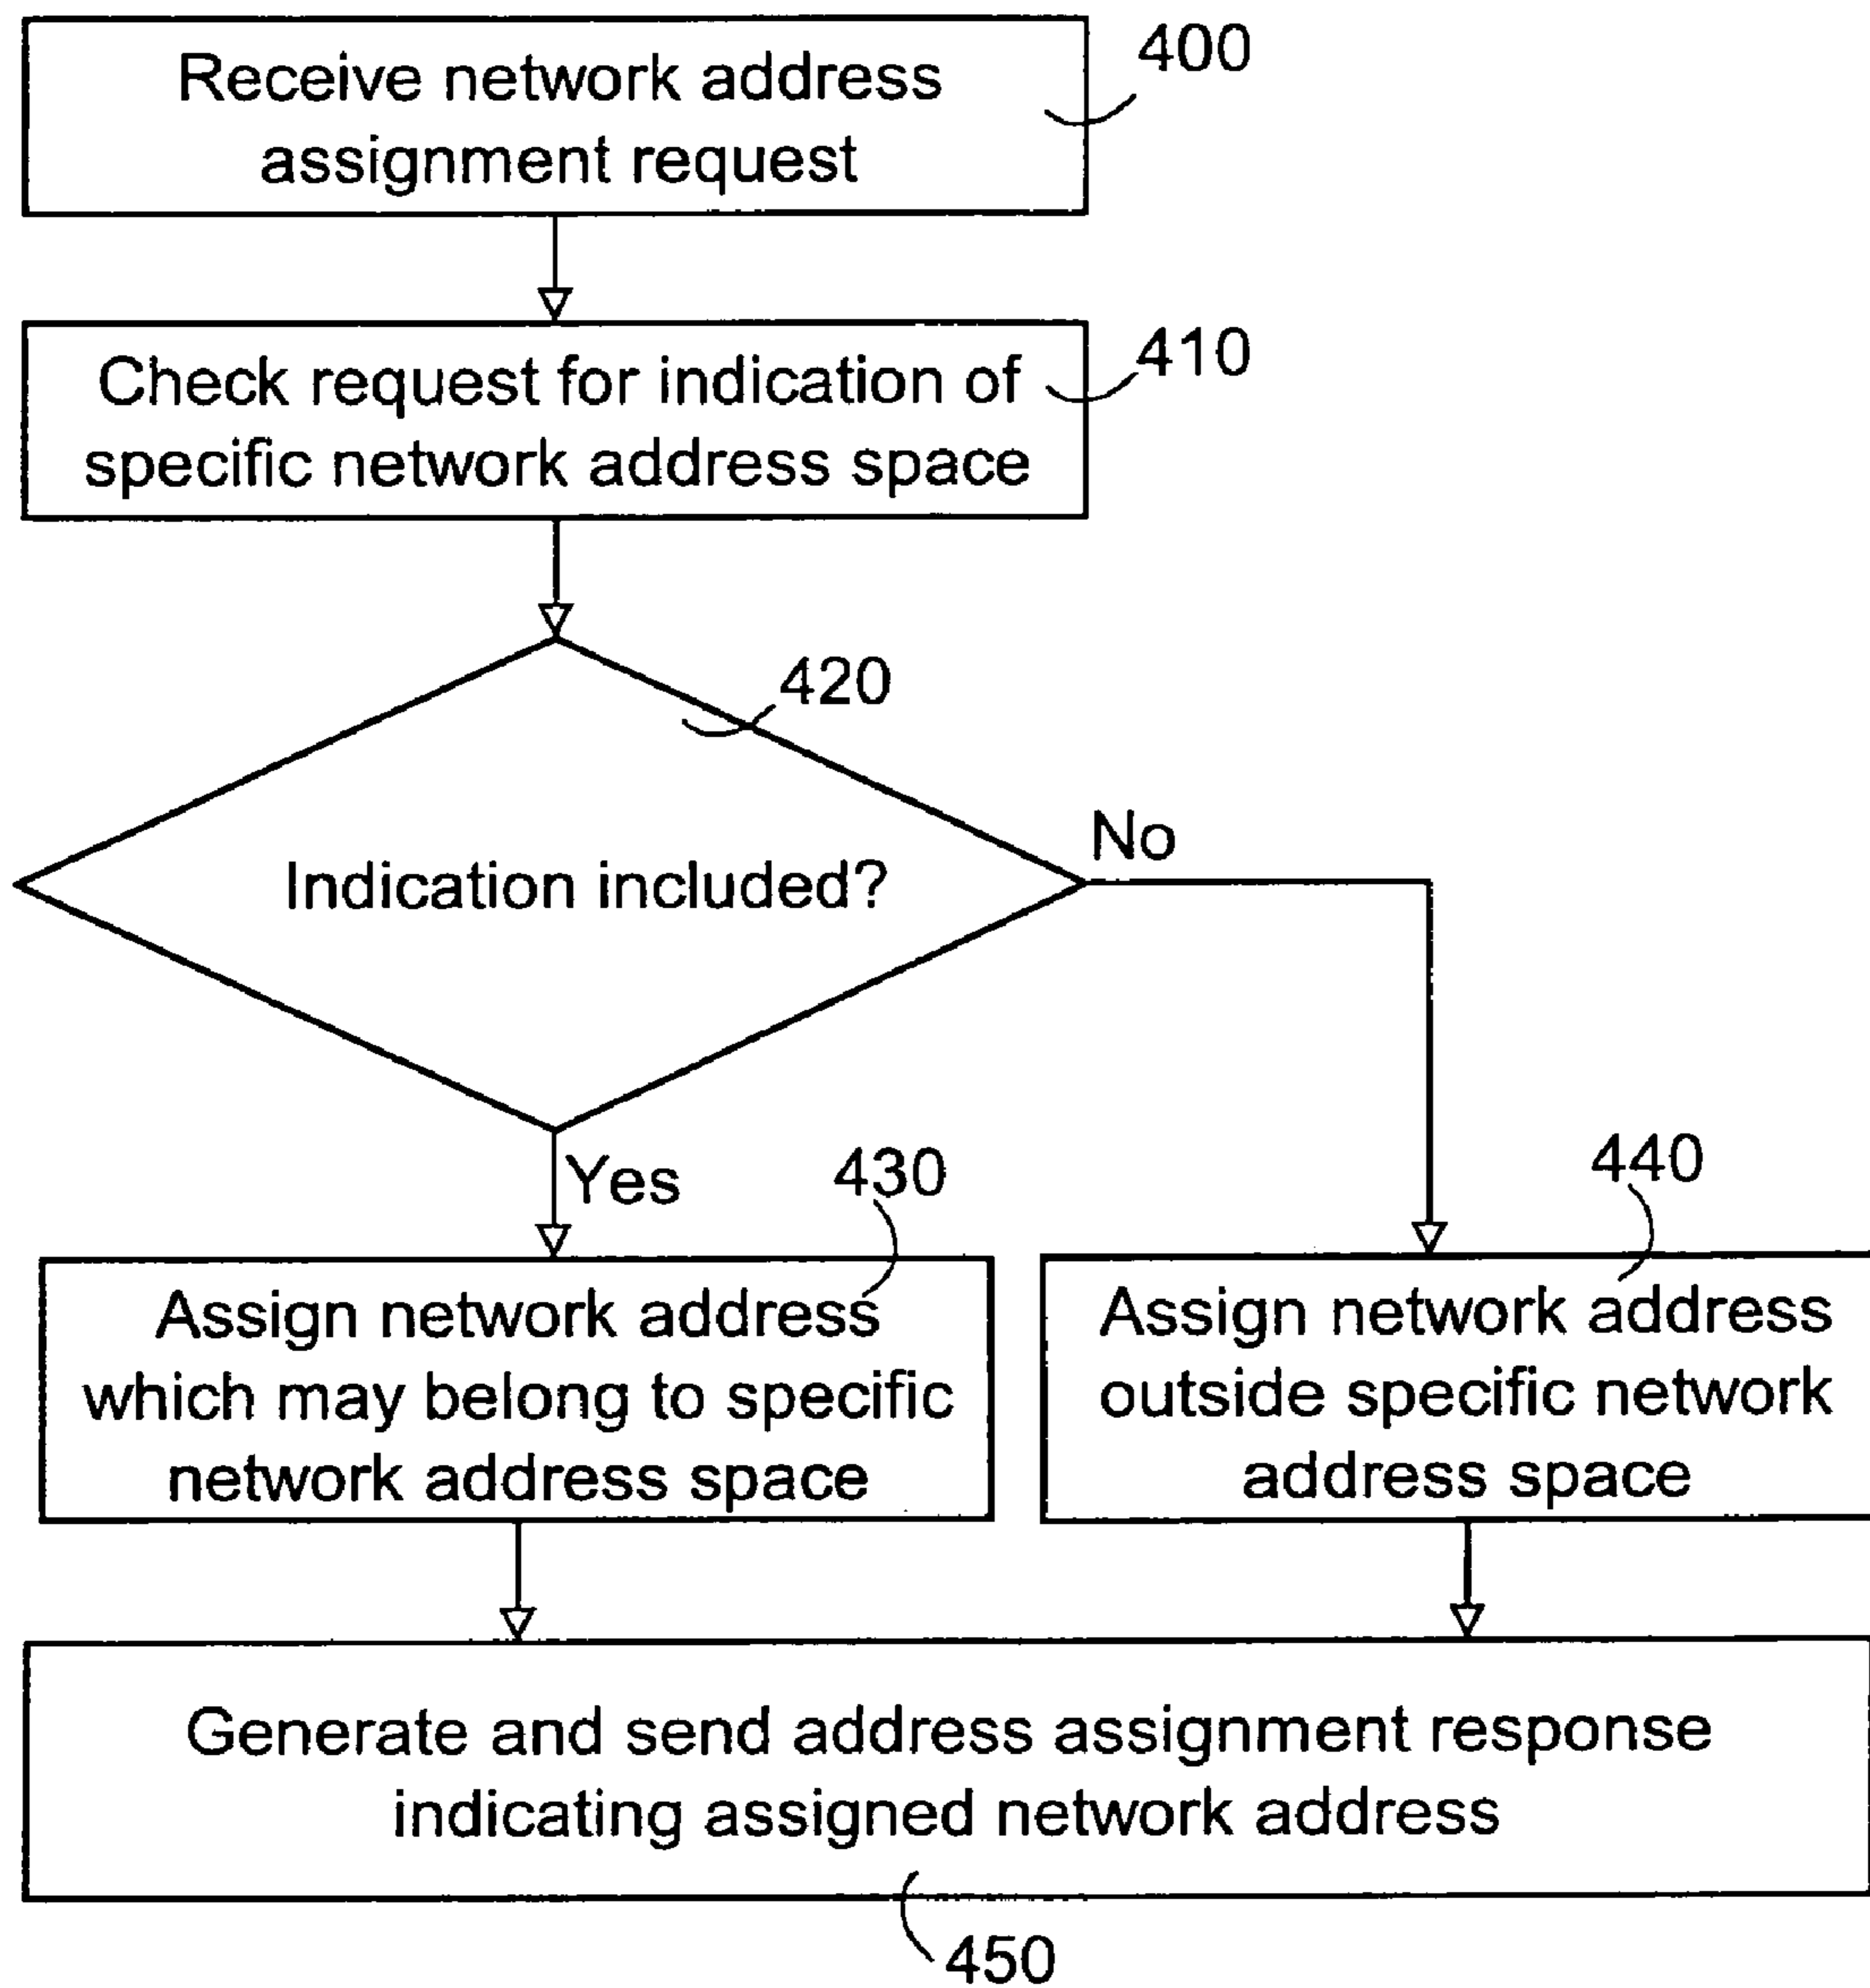 Receive network address
assignment request
400
Check request for indication of
specific network address space
410
420
Indication included?
No
Yes
430
440
Assign network address
which may belong to specific
network address space
Assign network address
outside specific network
address space
Generate and send address assignment response
indicating assigned network address
450